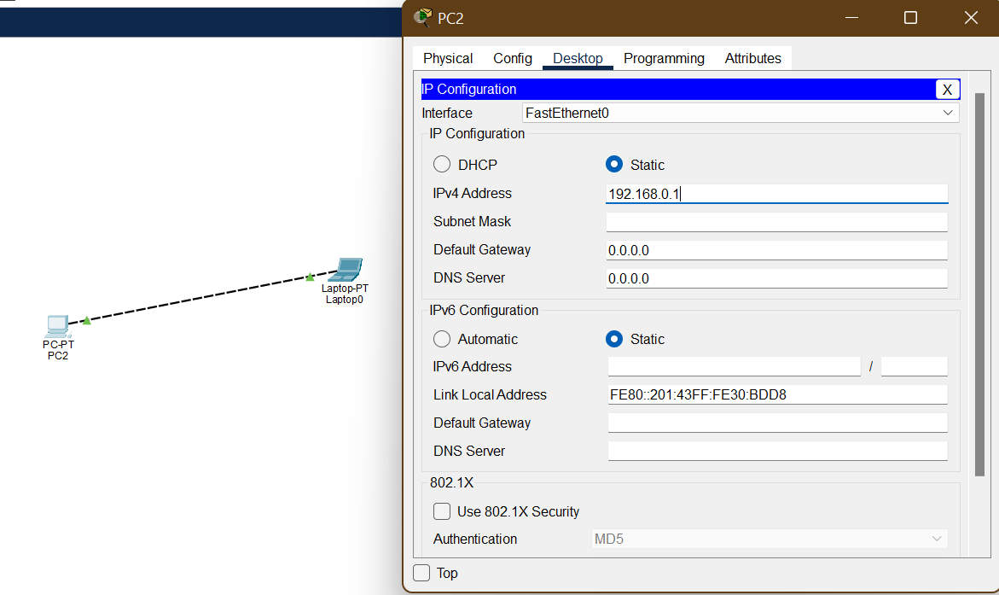 PC2
Physical Config Desktop Programming Attributes
IP Configuration X
Interface FastEthernet0
IP Configuration
DHCP Static
IPv4 Address 192.168.0.1
Subnet Mask
Default Gateway 0.0.0.0
DNS Server 0.0.0.0
IPv6 Configuration
Automatic Static
IPv6 Address /
Link Local Address FE80::201:43FF:FE30:BDD8
Default Gateway
DNS Server
802.1X
Use 802.1X Security
Authentication MD5
Top
Laptop-PT
Laptop0
PC-PT
PC2